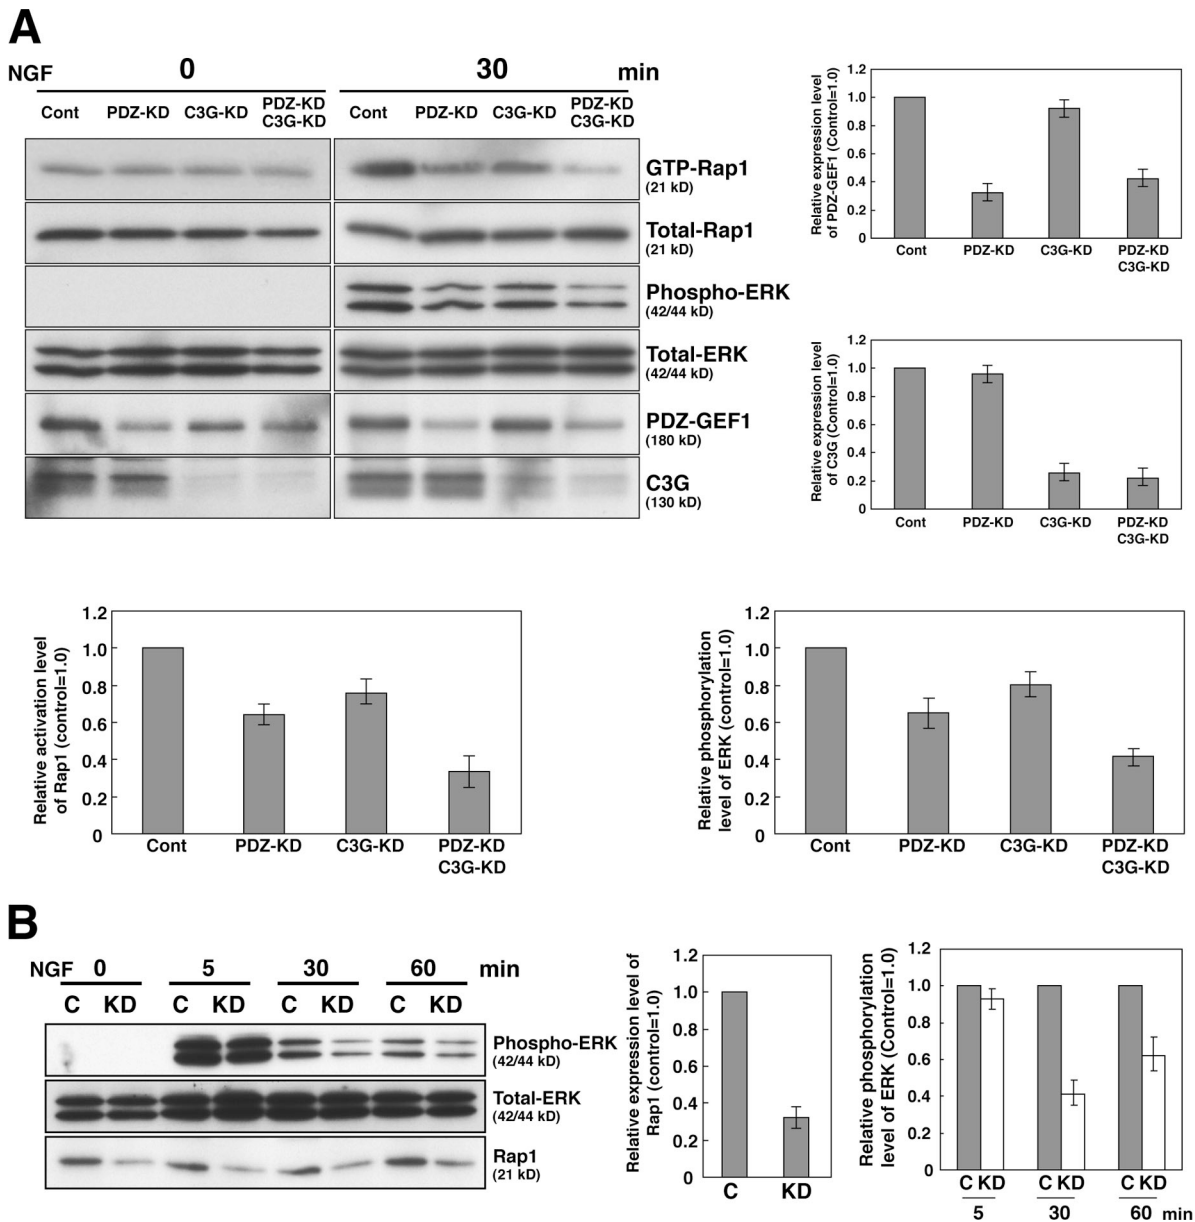 A
NGF 0 30 min
Cont PDZ-KD C3G-KD PDZ-KD C3G-KD Cont PDZ-KD C3G-KD PDZ-KD C3G-KD
GTP-Rap1
(21 kD)
Total-Rap1
(21 kD)
Phospho-ERK
(42/44 kD)
Total-ERK
(42/44 kD)
PDZ-GEF1
(180 kD)
C3G
(130 kD)
Relative expression level
of PDZ-GEF1 (Control=1.0)
1.2
1.0
0.8
0.6
0.4
0.2
0
Cont PDZ-KD C3G-KD PDZ-KD
C3G-KD
Relative expression level
of C3G (Control=1.0)
1.2
1.0
0.8
0.6
0.4
0.2
0
Cont PDZ-KD C3G-KD PDZ-KD
C3G-KD
Relative activation level
of Rap1 (control=1.0)
1.2
1.0
0.8
0.6
0.4
0.2
0
Cont PDZ-KD C3G-KD PDZ-KD
C3G-KD
Relative phosphorylation
level of ERK (control=1.0)
1.2
1.0
0.8
0.6
0.4
0.2
0
Cont PDZ-KD C3G-KD PDZ-KD
C3G-KD
B
NGF 0 5 30 60 min
C KD C KD C KD C KD
Phospho-ERK
(42/44 kD)
Total-ERK
(42/44 kD)
Rap1
(21 kD)
Relative expression level of
Rap1 (control=1.0)
1.2
1.0
0.8
0.6
0.4
0.2
0
C KD
Relative phosphorylation
level of ERK (Control=1.0)
1.2
1.0
0.8
0.6
0.4
0.2
0
C KD C KD C KD
5 30 60 min